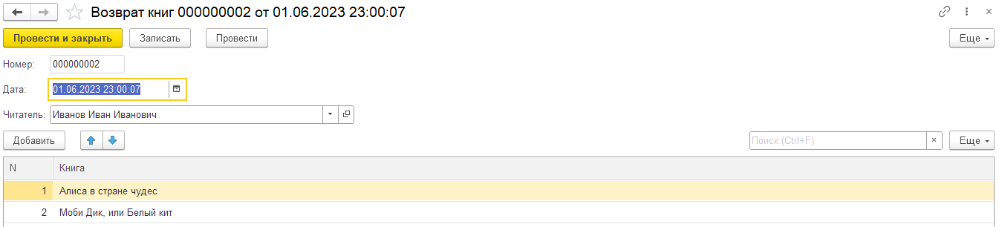 Возврат книг 000000002 от 01.06.2023 23:00:07
Провести и закрыть Записать Провести Еще
Номер: 000000002
Дата: 01.06.2023 23:00:07
Читатель: Иванов Иван Иванович
Добавить Поиск (Ctrl+F) × Еще
N Книга
1 Алиса в стране чудес
2 Моби Дик, или Белый кит